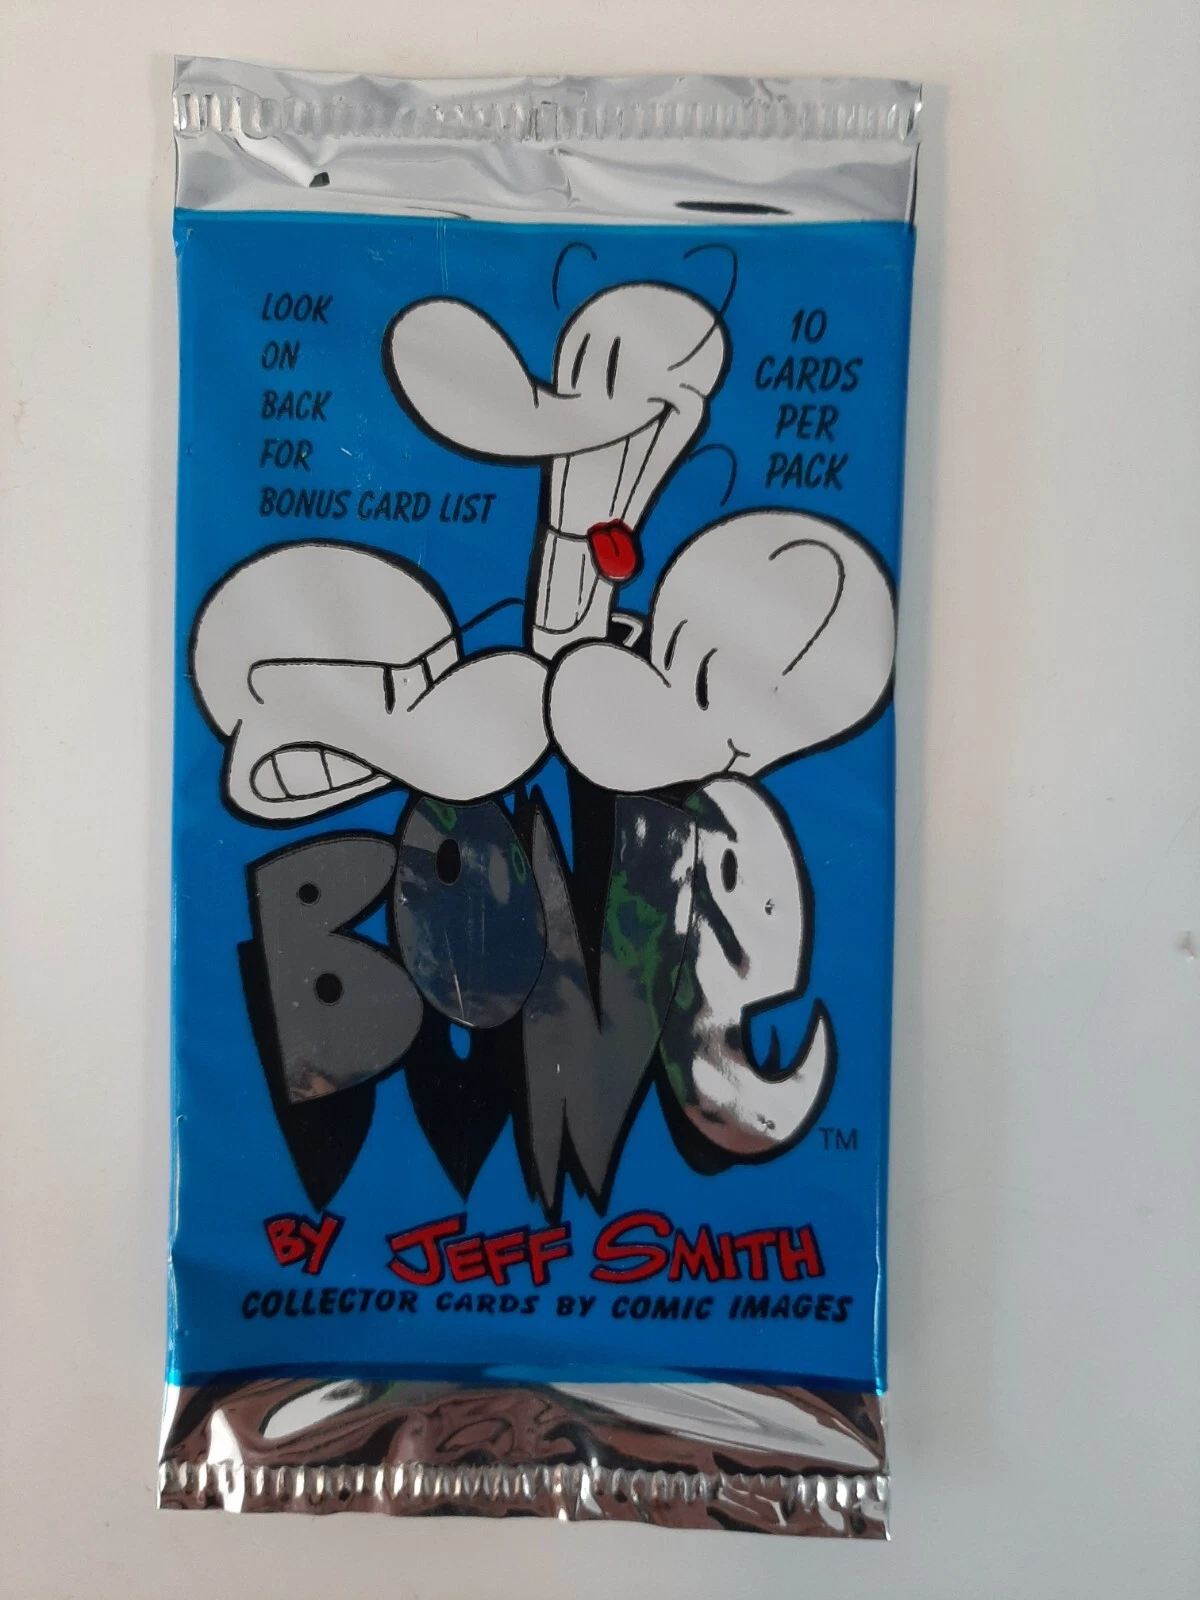 LOOK
ON
BACK
FOR
BONUS CARD LIST
10
CARDS
PER
PACK
BONE
TM
BY JEFF SMITH
COLLECTOR CARDS BY COMIC IMAGES